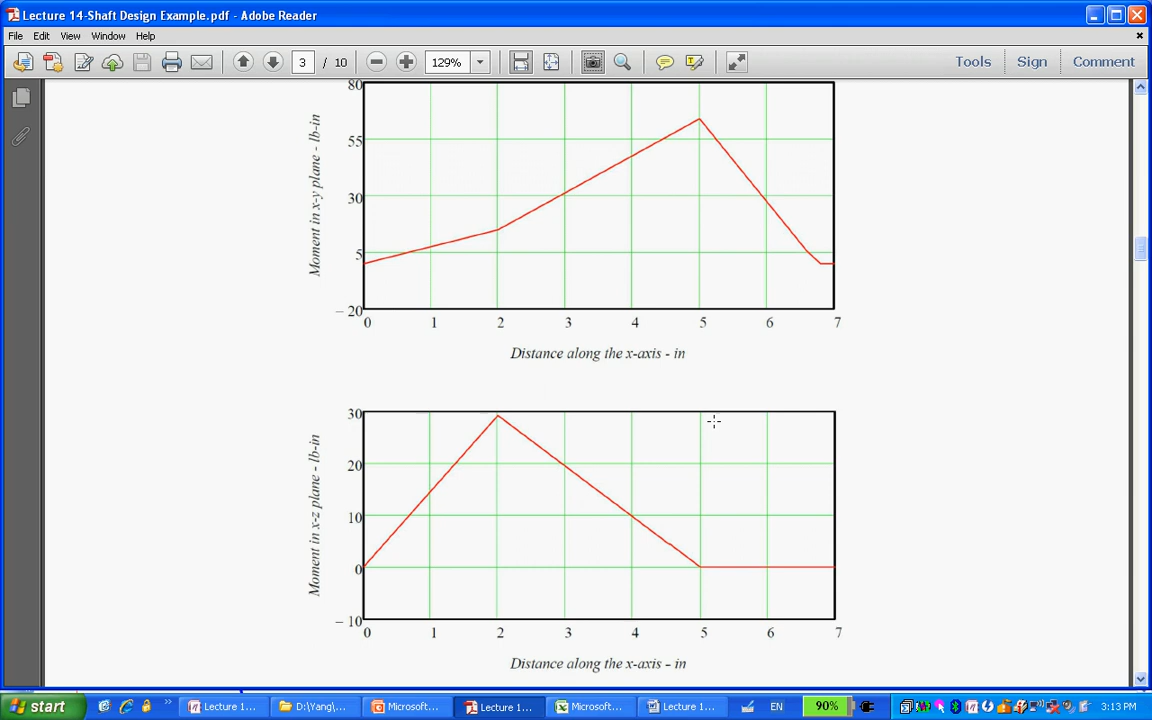 Lecture 14-Shaft Design Example.pdf - Adobe Reader
File Edit View Window Help
3 / 10 129% Tools Sign Comment
80
55
30
5
– 20
Moment in x-y plane - lb-in
0 1 2 3 4 5 6 7
Distance along the x-axis - in
30
20
10
0
– 10
Moment in x-z plane - lb-in
0 1 2 3 4 5 6 7
Distance along the x-axis - in
start Lecture 1... D:\Yang\... Microsoft... Lecture 1... Microsoft... Lecture 1... EN 90% 3:13 PM